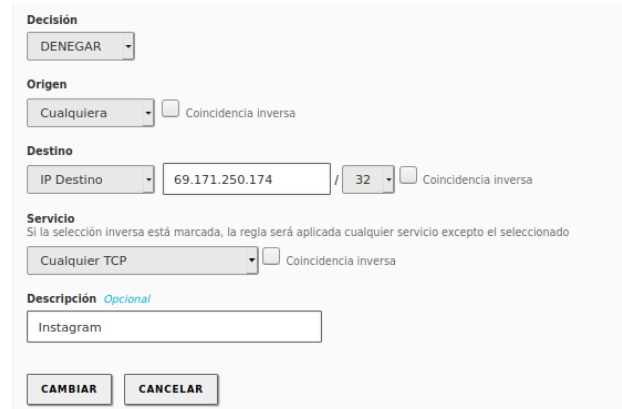 Decisión
DENEGAR
Origen
Cualquiera Coincidencia inversa
Destino
IP Destino 69.171.250.174 / 32 Coincidencia inversa
Servicio
Si la selección inversa está marcada, la regla será aplicada cualquier servicio excepto el seleccionado
Cualquier TCP Coincidencia inversa
Descripción Opcional
Instagram
CAMBIAR CANCELAR